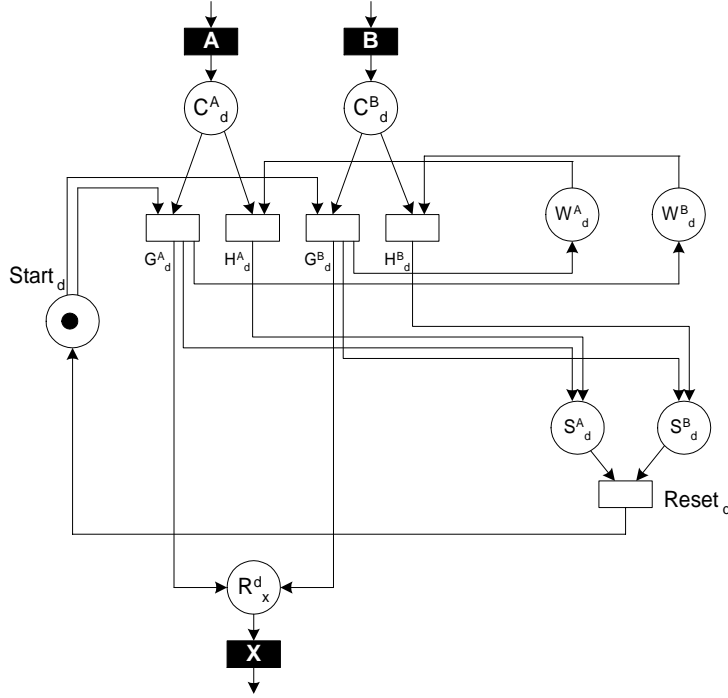 A B
C^A_d C^B_d
W^A_d W^B_d
G^A_d H^A_d G^B_d H^B_d
Start_d
S^A_d S^B_d
Reset_d
R^d_x
X